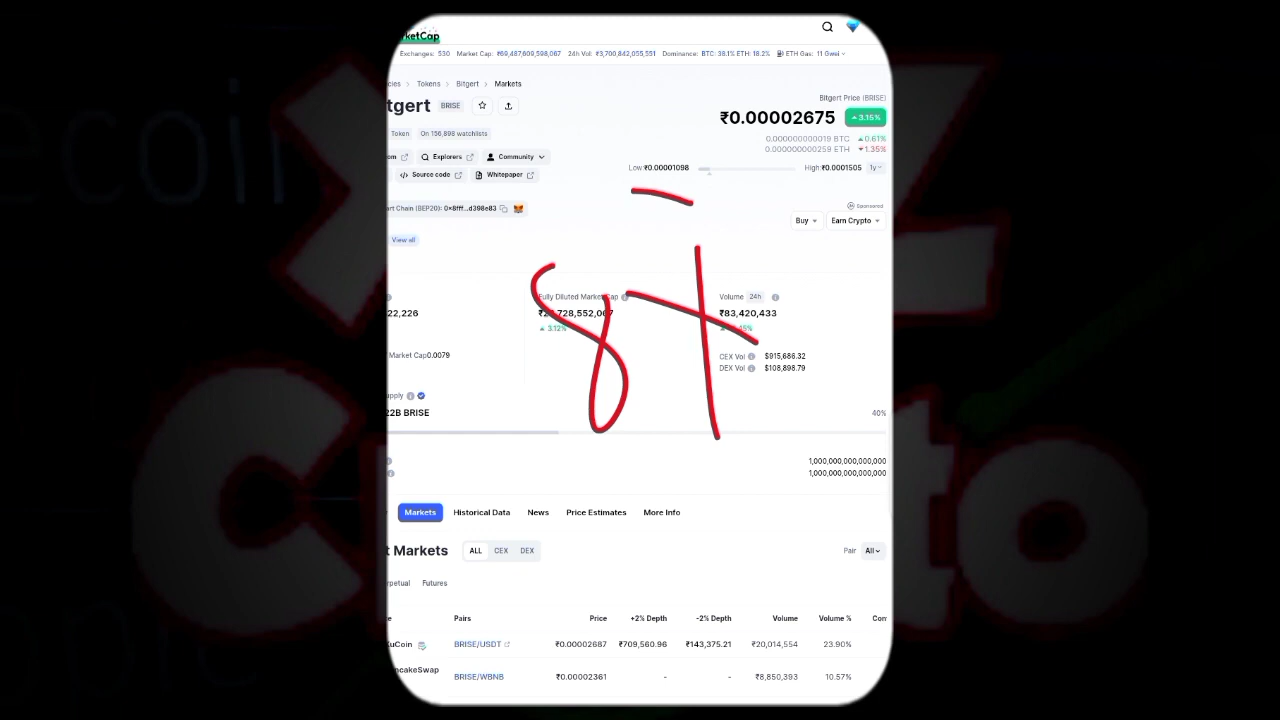 ketCap
Exchanges: 530 Market Cap: ₹69,487,609,598,067 24h Vol: ₹3,700,842,055,551 Dominance: BTC: 38.1% ETH: 18.2% ETH Gas: 11 Gwei
cies > Tokens > Bitgert > Markets
tgert BRISE
Bitgert Price (BRISE)
₹0.00002675 3.15%
Token On 156,898 watchlists
0.000000000019 BTC 0.61%
0.000000000259 ETH 1.35%
om Explorers Community
Low:₹0.00001098 High:₹0.0001505 1y
Source code Whitepaper
art Chain (BEP20): 0x8fff...d398e83
Sponsored
Buy Earn Crypto
View all
Fully Diluted Market Cap Volume 24h
22,226 ₹83,420,433
3.12%
Market Cap0.0079
CEX Vol $915,686.32
DEX Vol $108,898.79
87
upply
22B BRISE 40%
1,000,000,000,000,000
1,000,000,000,000,000
Markets Historical Data News Price Estimates More Info
t Markets ALL CEX DEX Pair All
rpetual Futures
e Pairs Price +2% Depth -2% Depth Volume Volume % Con
KuCoin BRISE/USDT ₹0.00002687 ₹709,560.96 ₹143,375.21 ₹20,014,554 23.90%
ncakeSwap BRISE/WBNB ₹0.00002361 - - ₹8,850,393 10.57%